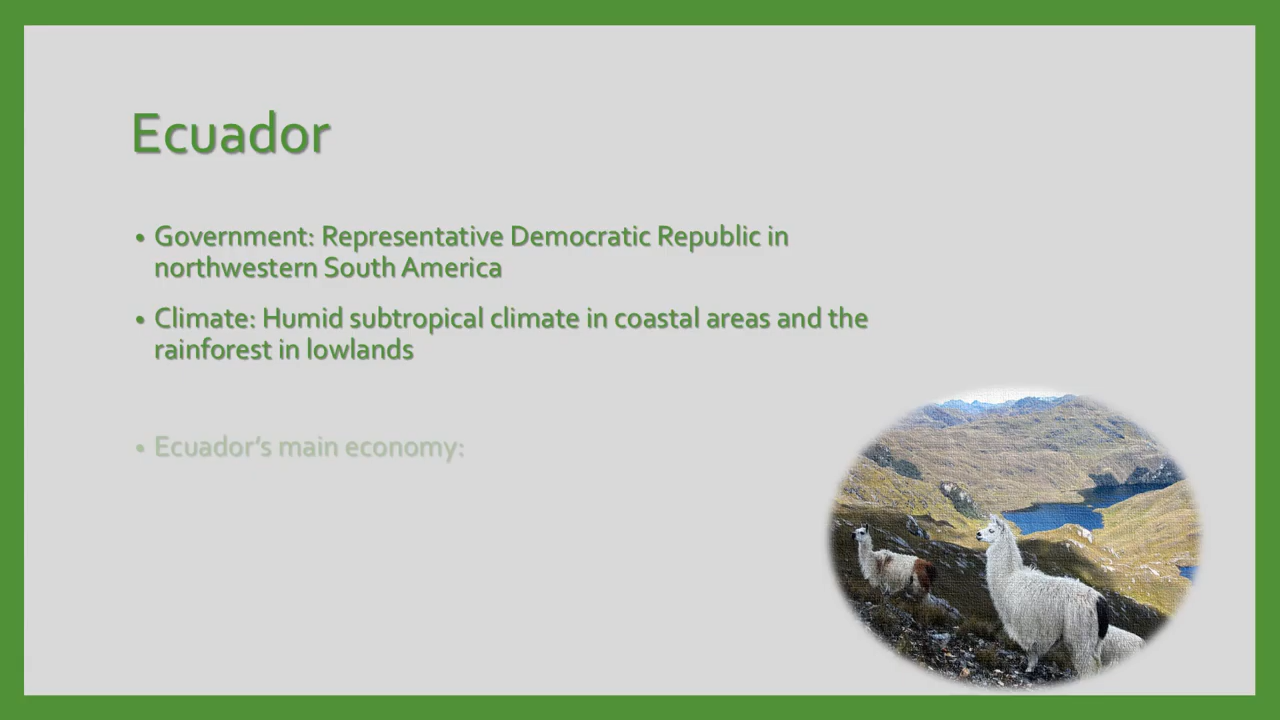 Ecuador
• Government: Representative Democratic Republic in
northwestern South America
• Climate: Humid subtropical climate in coastal areas and the
rainforest in lowlands
• Ecuador's main economy: